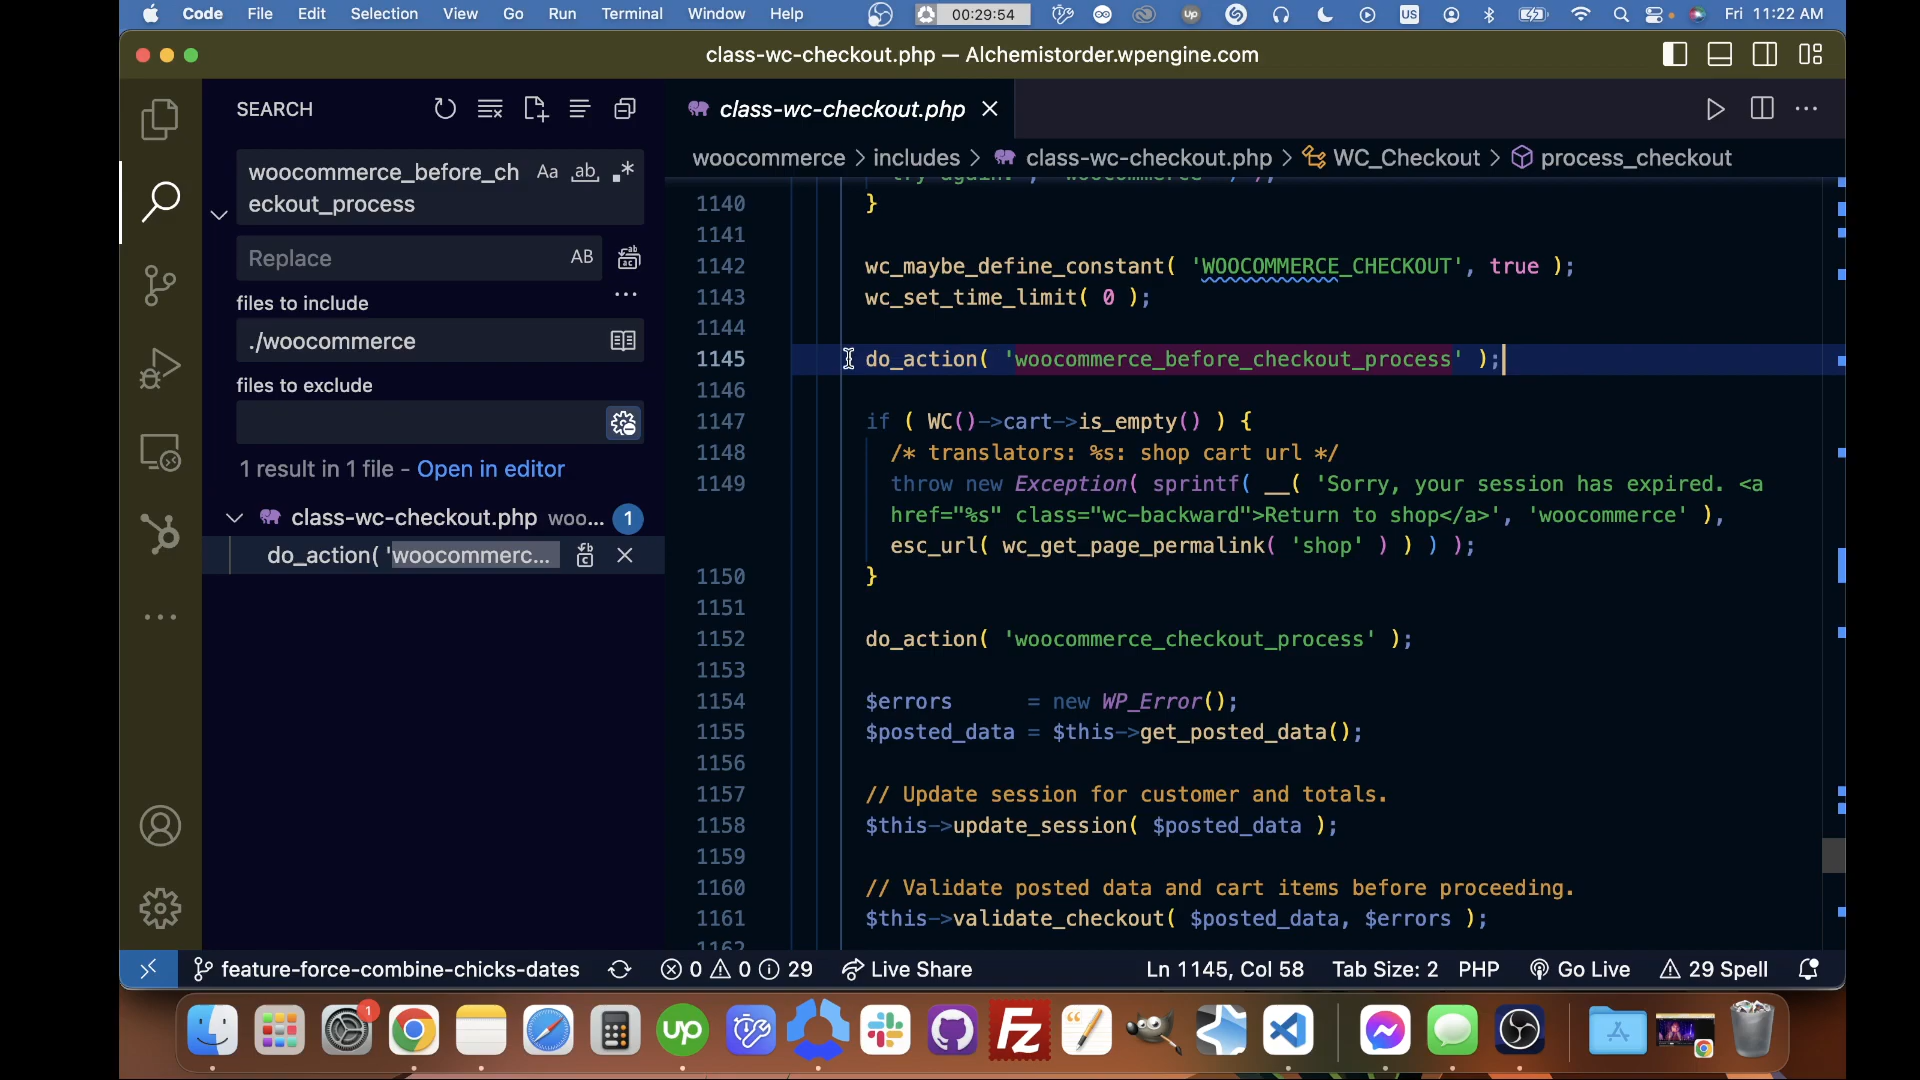 Code File Edit Selection View Go Run Terminal Window Help 00:29:54 up US Fri 11:22 AM
class-wc-checkout.php — Alchemistorder.wpengine.com
SEARCH
woocommerce_before_ch
eckout_process
Aa ab
Replace AB
files to include
./woocommerce
files to exclude
1 result in 1 file - Open in editor
class-wc-checkout.php woo... 1
do_action( 'woocommerc...
class-wc-checkout.php
woocommerce > includes > class-wc-checkout.php > WC_Checkout > process_checkout
try again.', 'woocommerce' ) );
1140 }
1141
1142 wc_maybe_define_constant( 'WOOCOMMERCE_CHECKOUT', true );
1143 wc_set_time_limit( 0 );
1144
1145 do_action( 'woocommerce_before_checkout_process' );
1146
1147 if ( WC()->cart->is_empty() ) {
1148 /* translators: %s: shop cart url */
1149 throw new Exception( sprintf( __( 'Sorry, your session has expired. <a
href="%s" class="wc-backward">Return to shop</a>', 'woocommerce' ),
esc_url( wc_get_page_permalink( 'shop' ) ) ) );
1150 }
1151
1152 do_action( 'woocommerce_checkout_process' );
1153
1154 $errors = new WP_Error();
1155 $posted_data = $this->get_posted_data();
1156
1157 // Update session for customer and totals.
1158 $this->update_session( $posted_data );
1159
1160 // Validate posted data and cart items before proceeding.
1161 $this->validate_checkout( $posted_data, $errors );
1162
feature-force-combine-chicks-dates 0 0 29 Live Share Ln 1145, Col 58 Tab Size: 2 PHP Go Live 29 Spell
1 up Fz